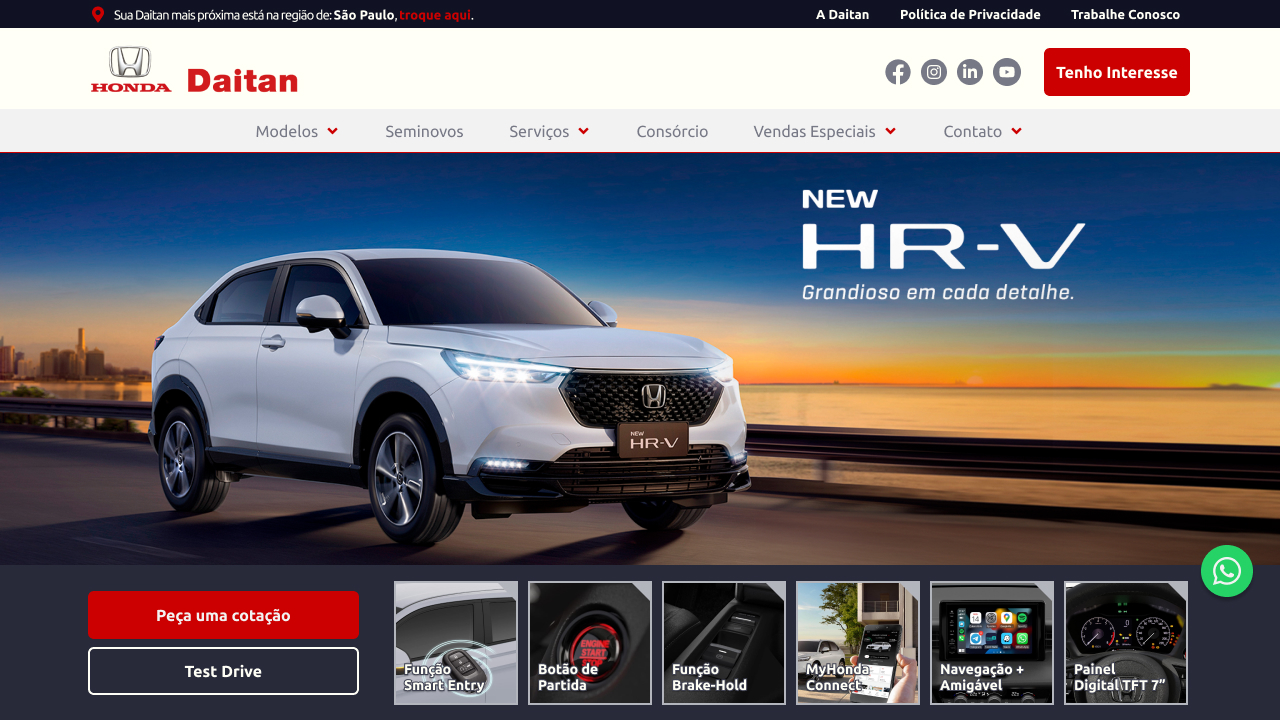 Sua Daitan mais próxima está na região de: São Paulo, troque aqui.
A Daitan
Política de Privacidade
Trabalhe Conosco
HONDA
Daitan
Tenho Interesse
Modelos
Seminovos
Serviços
Consórcio
Vendas Especiais
Contato
NEW
HR-V
Grandioso em cada detalhe.
NEW
HR-V
Peça uma cotação
Test Drive
Função
Smart Entry
ENGINE
START
STOP
Botão de
Partida
Função
Brake-Hold
MyHonda
Connect
Navegação +
Amigável
Painel
Digital TFT 7”